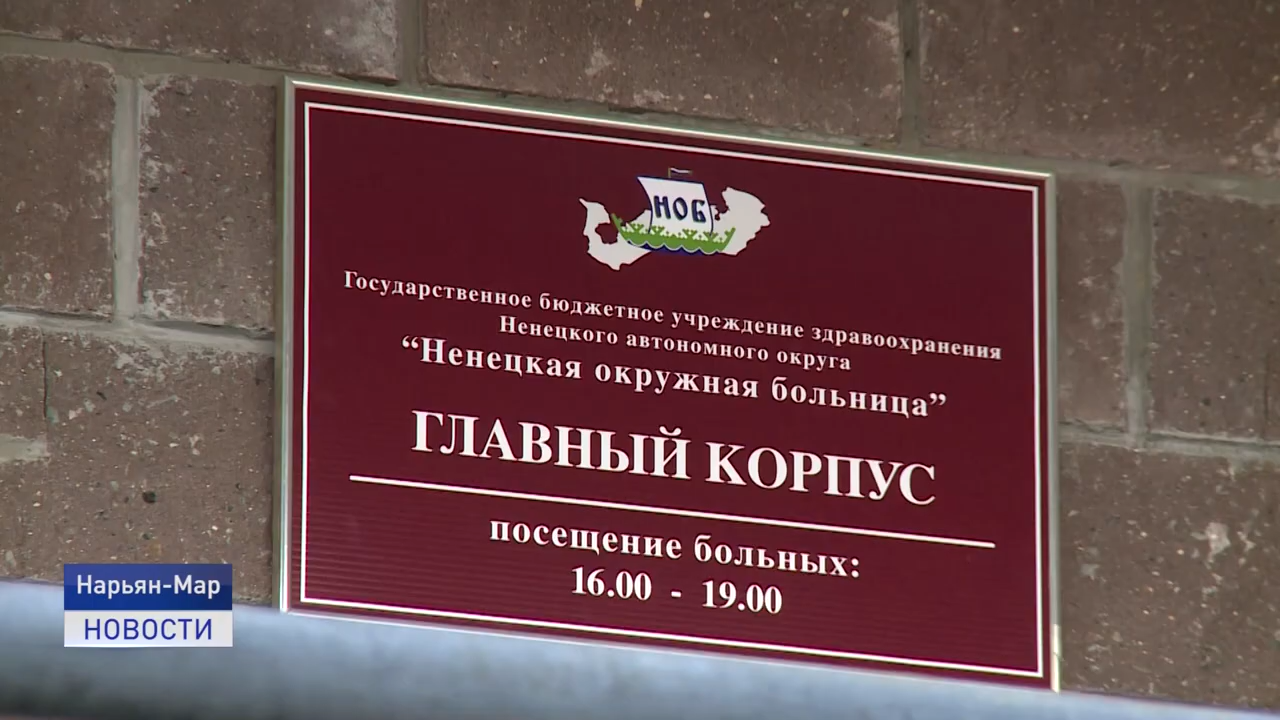 НОБ
Государственное бюджетное учреждение здравоохранения
Ненецкого автономного округа
“Ненецкая окружная больница”
ГЛАВНЫЙ КОРПУС
посещение больных:
16.00 - 19.00
Нарьян-Мар
НОВОСТИ